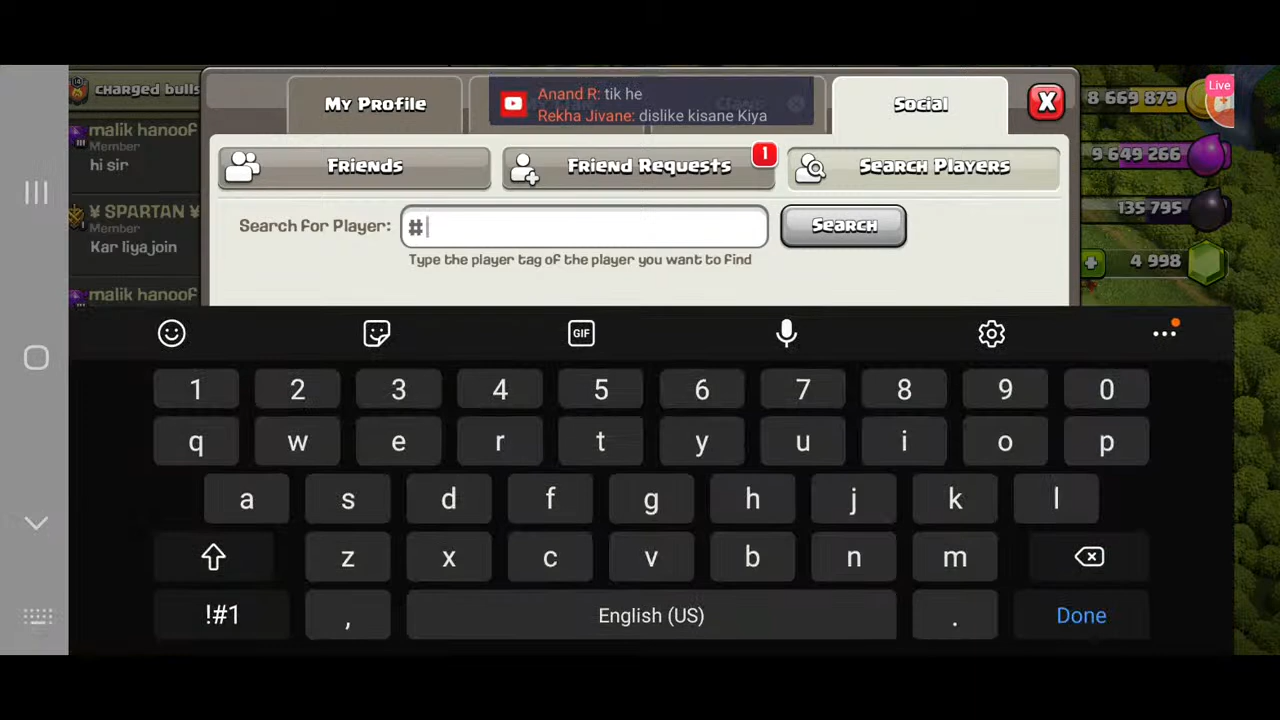 charged bulls
My Profile
Anand R: tik he
Rekha Jivane: dislike kisane Kiya
Social
X
8 669 879
Live
malik hanoof
Member
hi sir
Friends
Friend Requests
1
Search Players
9 649 266
¥ SPARTAN ¥
Kar liya join
Search for Player:
#
Search
135 795
Type the player tag of the player you want to find
4 998
malik hanoof
GIF
1 2 3 4 5 6 7 8 9 0
q w e r t y u i o p
a s d f g h j k l
z x c v b n m
!#1 , English (US) . Done